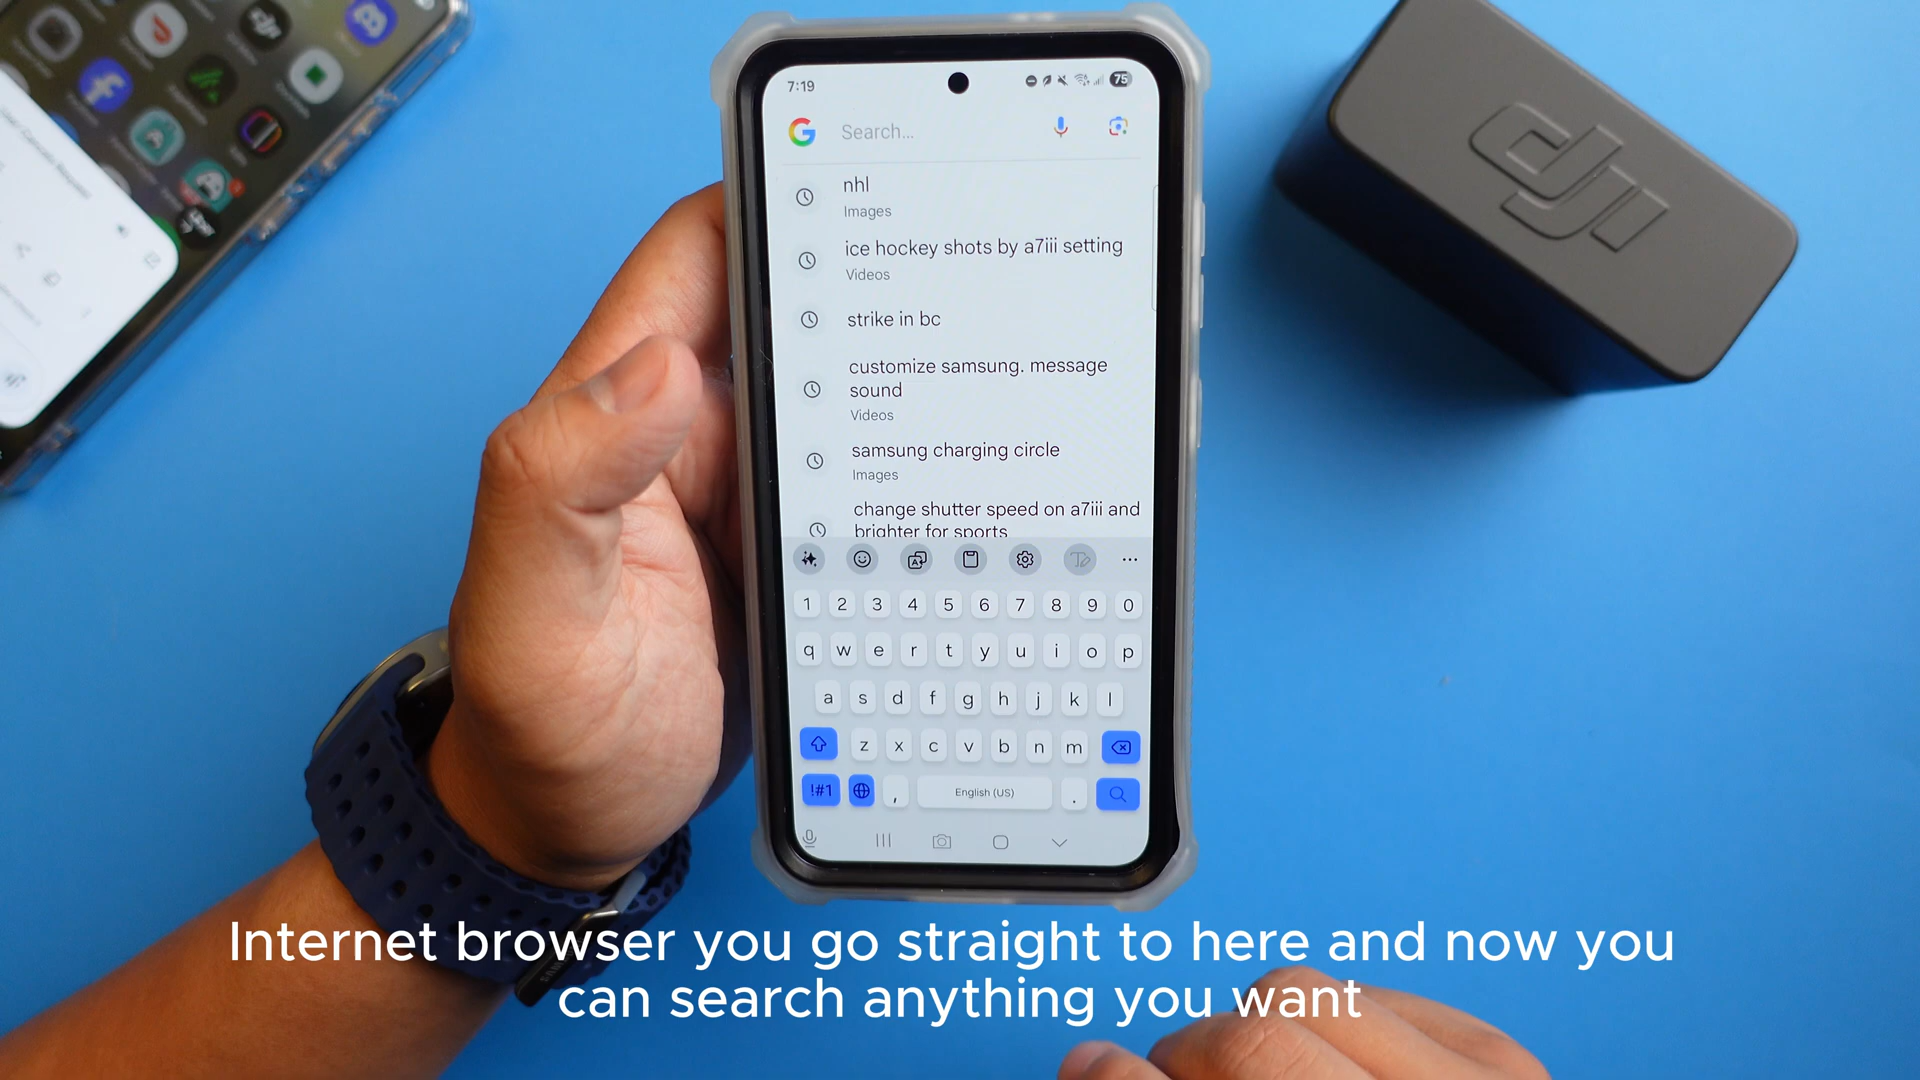 7:19
75
Search...
nhl
Images
ice hockey shots by a7iii setting
Videos
strike in bc
customize samsung. message
sound
Videos
samsung charging circle
Images
change shutter speed on a7iii and
brighter for sports
1 2 3 4 5 6 7 8 9 0
q w e r t y u i o p
a s d f g h j k l
z x c v b n m
!#1 , English (US) .
dji
Internet browser you go straight to here and now you
can search anything you want